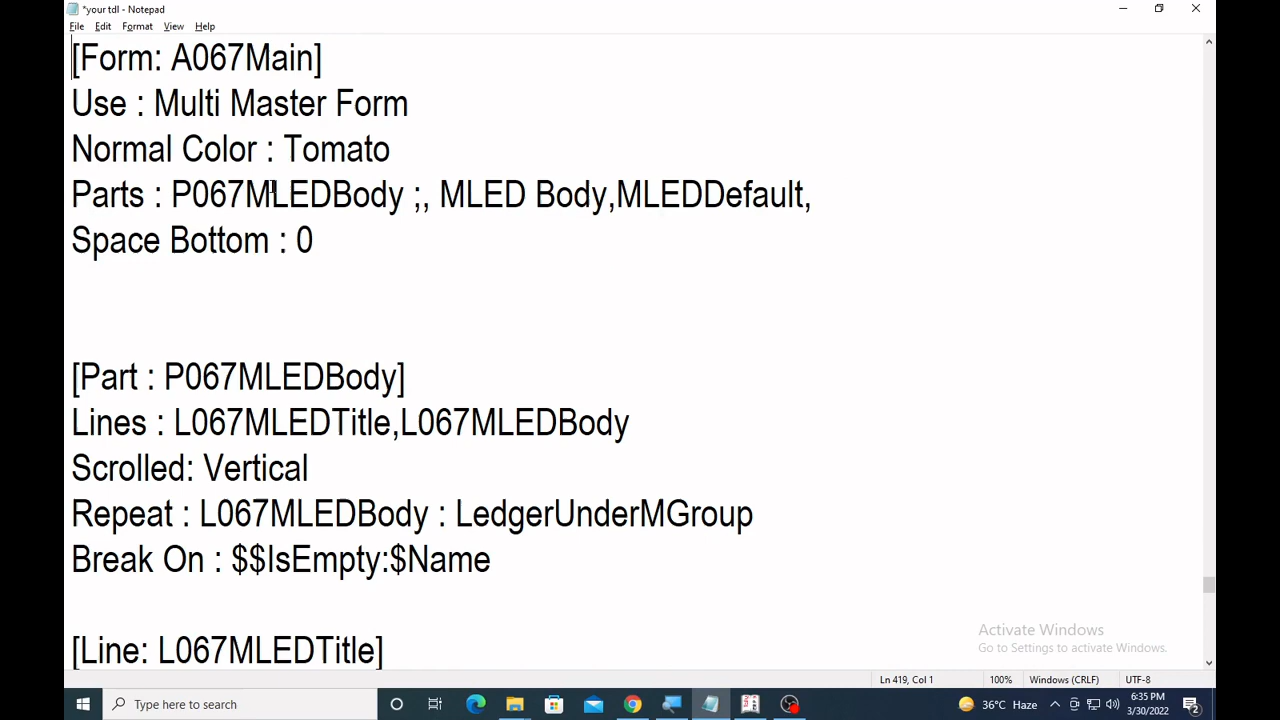 *your tdl - Notepad
File Edit Format View Help
[Form: A067Main]
Use : Multi Master Form
Normal Color : Tomato
Parts : P067MLEDBody ;, MLED Body,MLEDDefault,
Space Bottom : 0
[Part : P067MLEDBody]
Lines : L067MLEDTitle,L067MLEDBody
Scrolled: Vertical
Repeat : L067MLEDBody : LedgerUnderMGroup
Break On : $$IsEmpty:$Name
[Line: L067MLEDTitle]
Activate Windows
Go to Settings to activate Windows.
Ln 419, Col 1 100% Windows (CRLF) UTF-8
Type here to search 36°C Haze 6:35 PM
3/30/2022 2